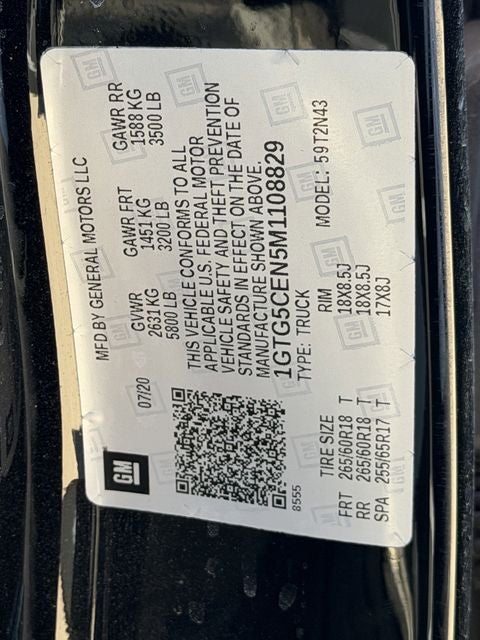 GM
MFD BY GENERAL MOTORS LLC
07/20
GVWR GAWR FRT GAWR RR
2631 KG 1451 KG 1588 KG
5800 LB 3200 LB 3500 LB
THIS VEHICLE CONFORMS TO ALL
APPLICABLE U.S. FEDERAL MOTOR
VEHICLE SAFETY AND THEFT PREVENTION
STANDARDS IN EFFECT ON THE DATE OF
MANUFACTURE SHOWN ABOVE.
1GTG5CEN5M1108829
TYPE: TRUCK MODEL: 59T2N43
8555
TIRE SIZE RIM
FRT 265/60R18 T 18X8.5J
RR 265/60R18 T 18X8.5J
SPA 255/65R17 T 17X8J